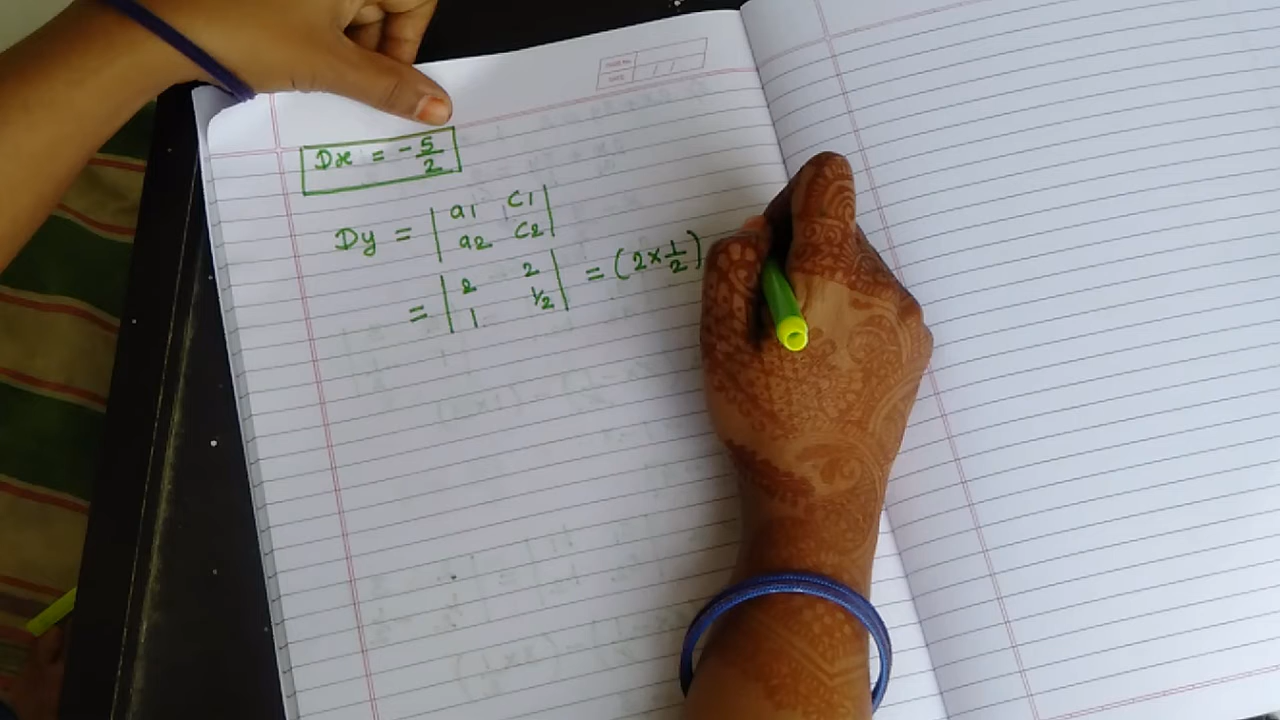 Dx = - 5/2
Dy = | a1 c1 |
| a2 c2 |
= | 2 2 | = (2×1/2)
| 1 1/2 |